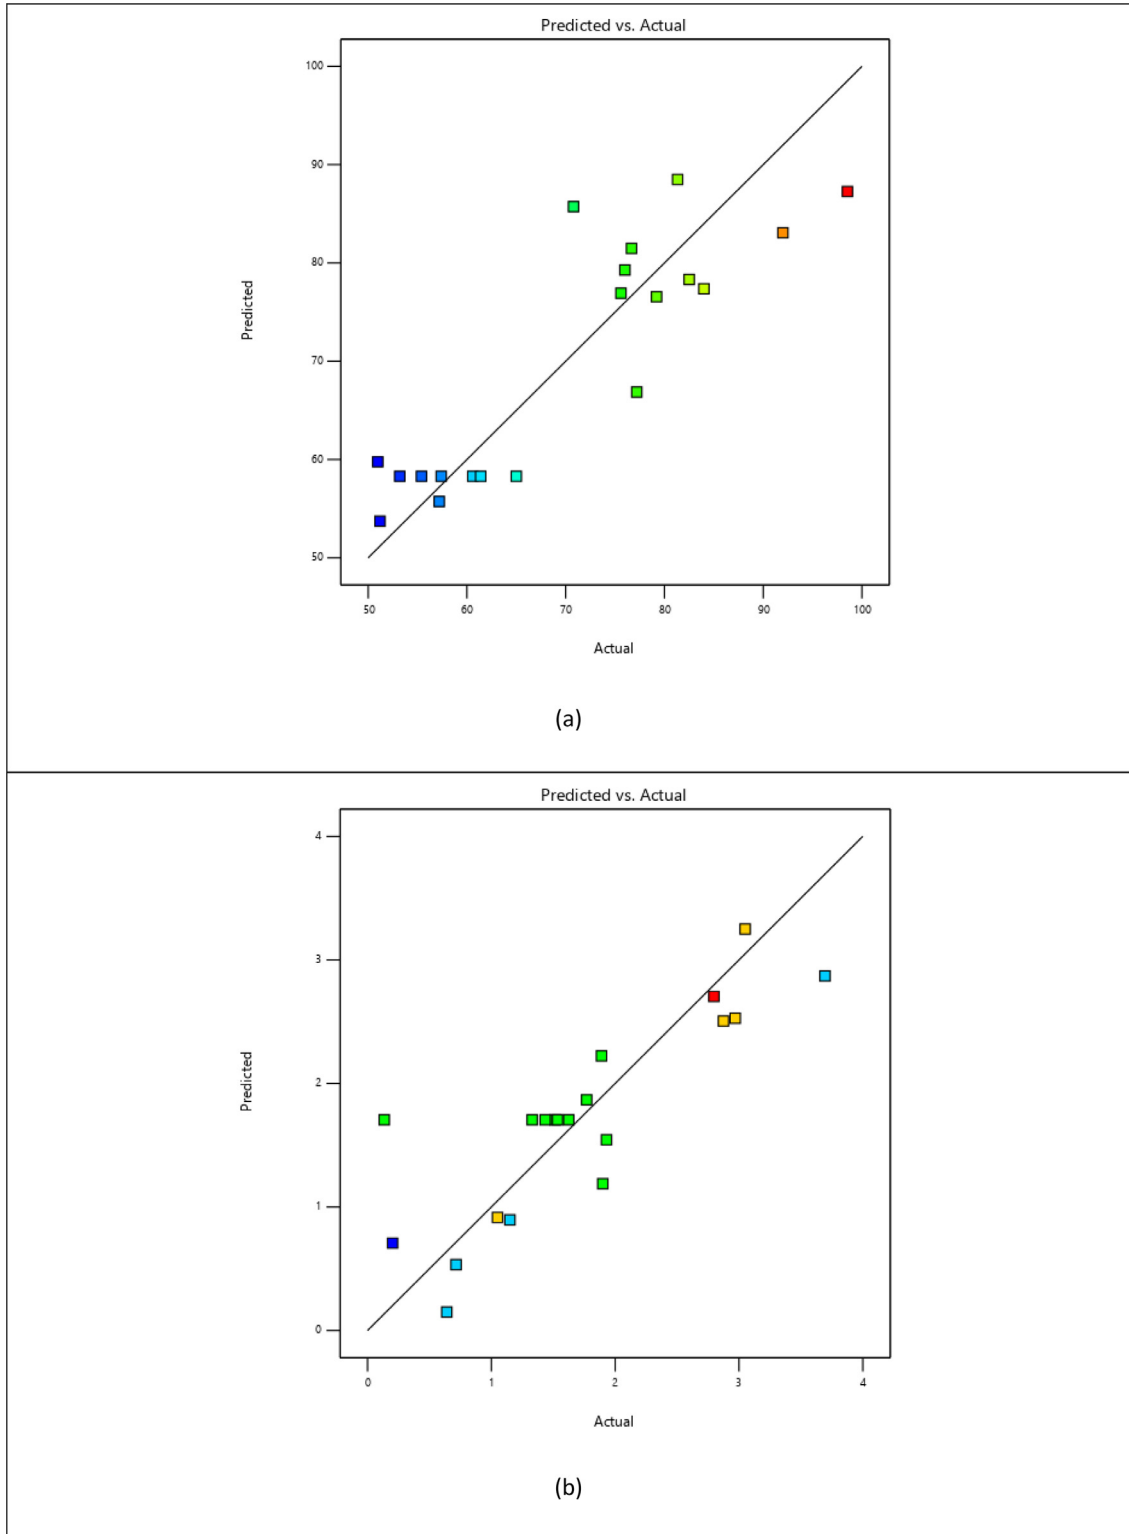 Predicted vs. Actual
100
90
80
70
60
50
Predicted
50 60 70 80 90 100
Actual
(a)
Predicted vs. Actual
4
3
2
1
0
Predicted
0 1 2 3 4
Actual
(b)